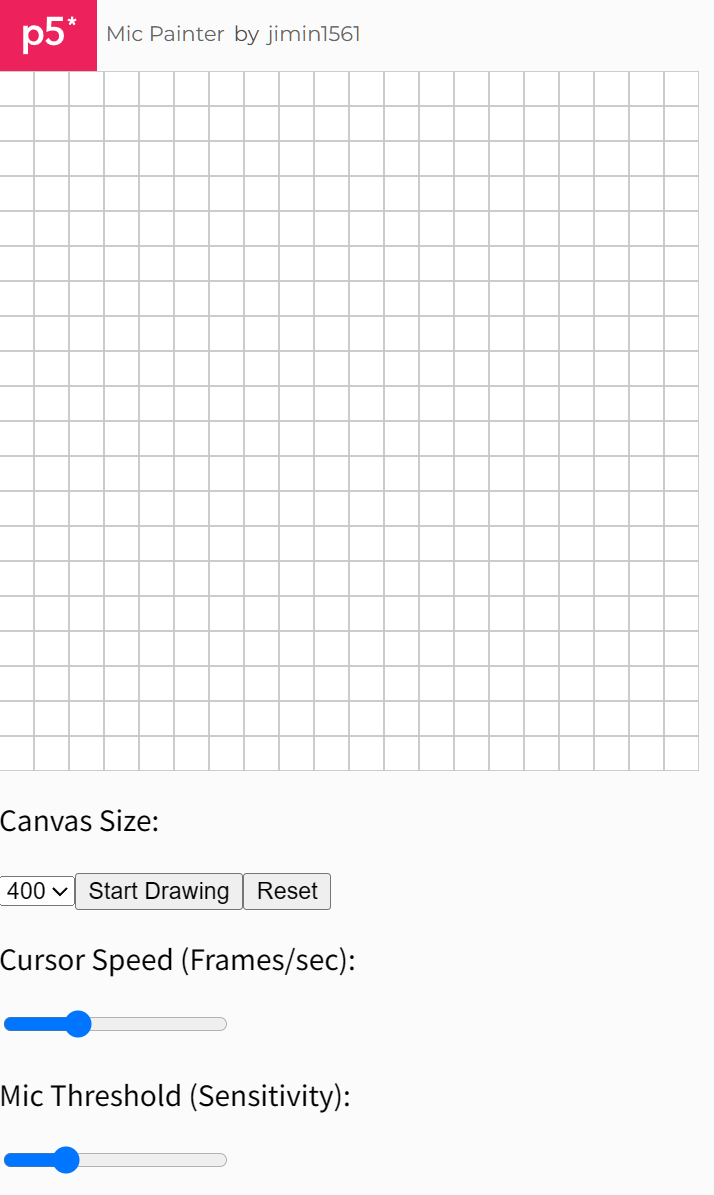 p5* Mic Painter by jimin1561
Canvas Size:
400 Start Drawing Reset
Cursor Speed (Frames/sec):
Mic Threshold (Sensitivity):